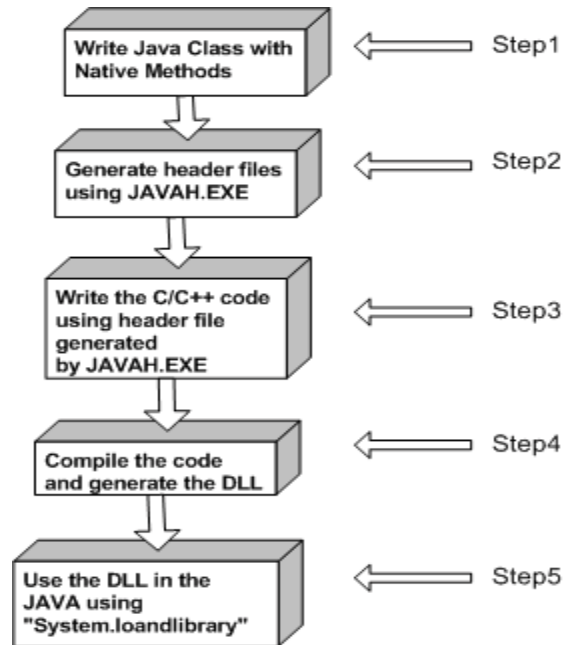 Write Java Class with
Native Methods
Step1
Generate header files
using JAVAH.EXE
Step2
Write the C/C++ code
using header file
generated
by JAVAH.EXE
Step3
Compile the code
and generate the DLL
Step4
Use the DLL in the
JAVA using
"System.loandlibrary"
Step5